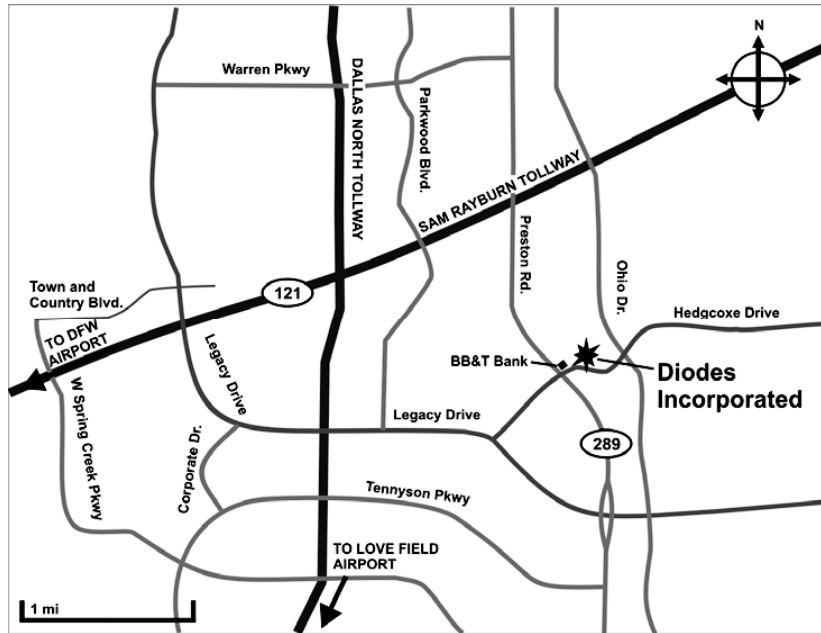 N
Warren Pkwy
DALLAS NORTH TOLLWAY
Parkwood Blvd.
SAM RAYBURN TOLLWAY
Preston Rd.
Ohio Dr.
Town and
Country Blvd.
121
Hedgcoxe Drive
TO DFW
AIRPORT
Legacy Drive
BB&T Bank
Diodes
Incorporated
W Spring Creek Pkwy
Legacy Drive
Corporate Dr.
289
Tennyson Pkwy
TO LOVE FIELD
AIRPORT
1 mi